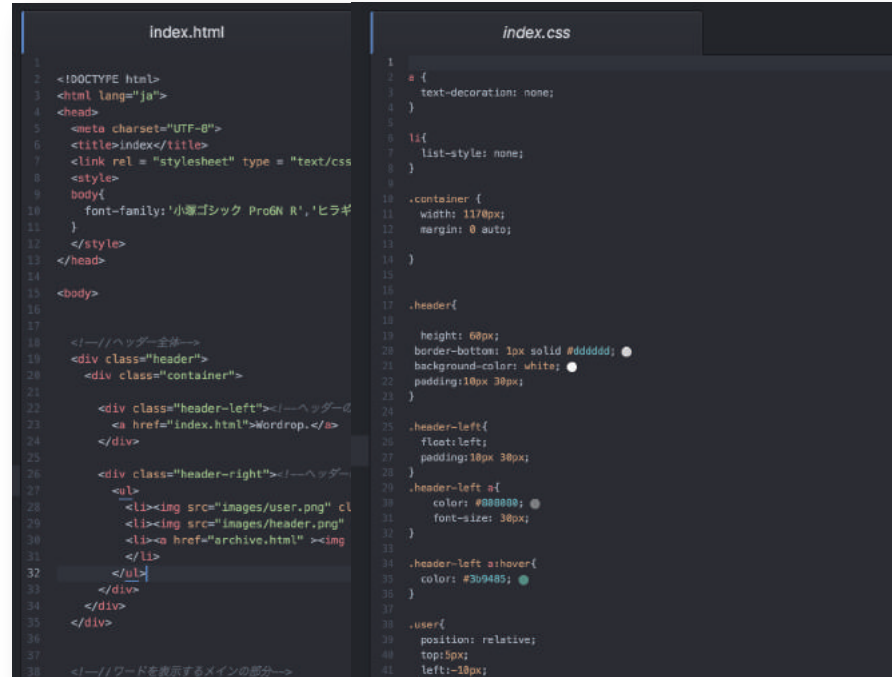 index.html
1
2 <!DOCTYPE html>
3 <html lang="ja">
4 <head>
5 <meta charset="UTF-8">
6 <title>index</title>
7 <link rel = "stylesheet" type = "text/css
8 <style>
9 body{
10 font-family:'小塚ゴシック Pro6N R','ヒラギ
11 }
12 </style>
13 </head>
14
15 <body>
16
17
18 <!--//ヘッダー全体-->
19 <div class="header">
20 <div class="container">
21
22 <div class="header-left"><!--ヘッダーの
23 <a href="index.html">Wordrop.</a>
24 </div>
25
26 <div class="header-right"><!--ヘッダー
27 <ul>
28 <li><img src="images/user.png" cl
29 <li><img src="images/header.png"
30 <li><a href="archive.html" ><img
31 </li>
32 </ul>
33 </div>
34 </div>
35 </div>
36
37
38 <!--//ワードを表示するメインの部分-->
index.css
1
2 a {
3 text-decoration: none;
4 }
5
6 li{
7 list-style: none;
8 }
9
10 .container {
11 width: 1170px;
12 margin: 0 auto;
13
14 }
15
16
17 .header{
18
19 height: 60px;
20 border-bottom: 1px solid #dddddd;
21 background-color: white;
22 padding:10px 30px;
23 }
24
25 .header-left{
26 float:left;
27 padding:10px 30px;
28 }
29 .header-left a{
30 color: #808080;
31 font-size: 30px;
32 }
33
34 .header-left a:hover{
35 color: #3b9485;
36 }
37
38 .user{
39 position: relative;
40 top:5px;
41 left:-10px;